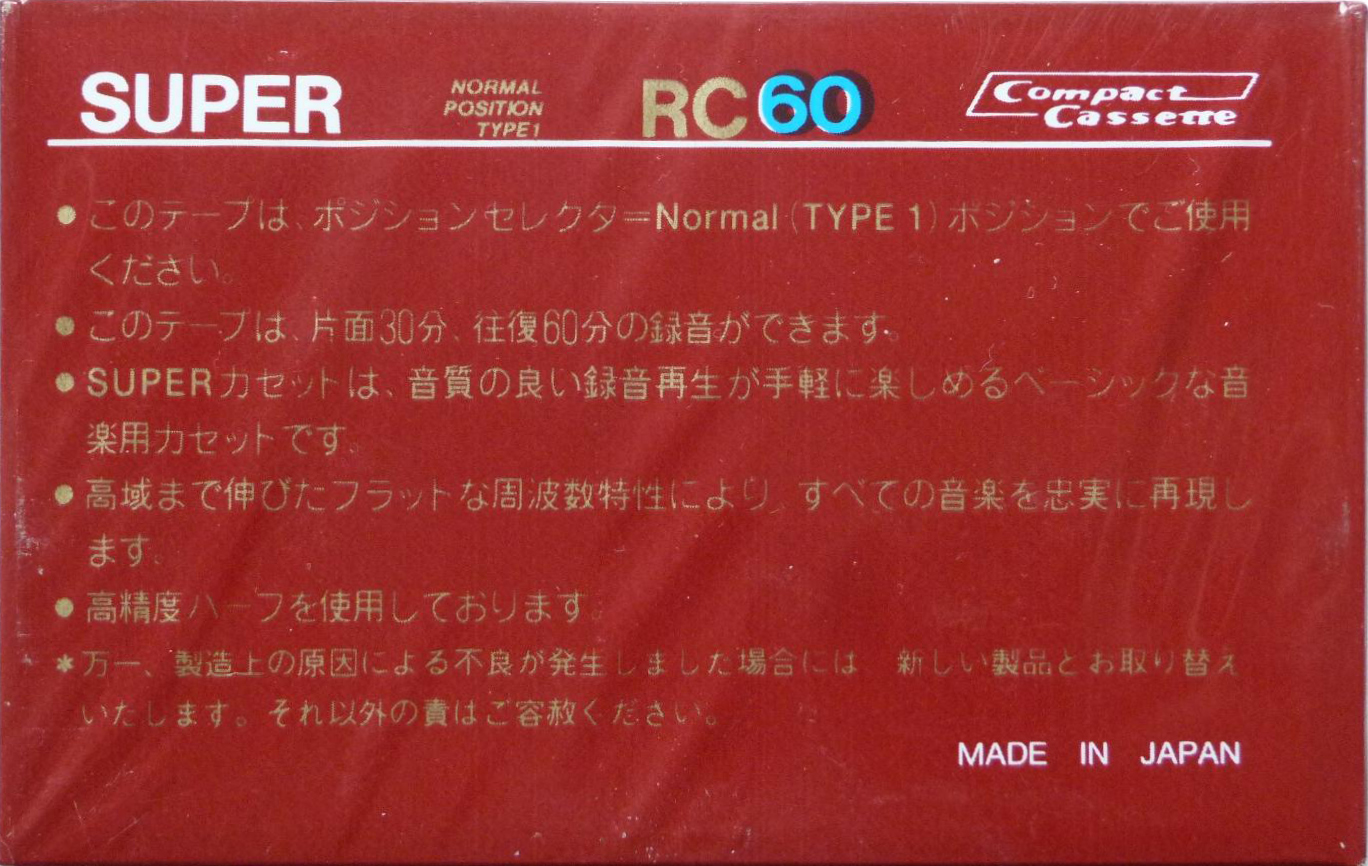 SUPER NORMAL POSITION TYPE1 RC60 Compact Cassette
●このテープは、ポジションセレクター=Normal(TYPE 1)ポジションでご使用
ください。
●このテープは、片面30分、往復60分の録音ができます。
●SUPERカセットは、音質の良い録音再生が手軽に楽しめるベーシックな音
楽用カセットです。
●高域まで伸びたフラットな周波数特性により、すべての音楽を忠実に再現し
ます。
●高精度ハーフを使用しております。
*万一、製造上の原因による不良が発生しました場合には 新しい製品とお取り替え
いたします。それ以外の責はご容赦ください。
MADE IN JAPAN